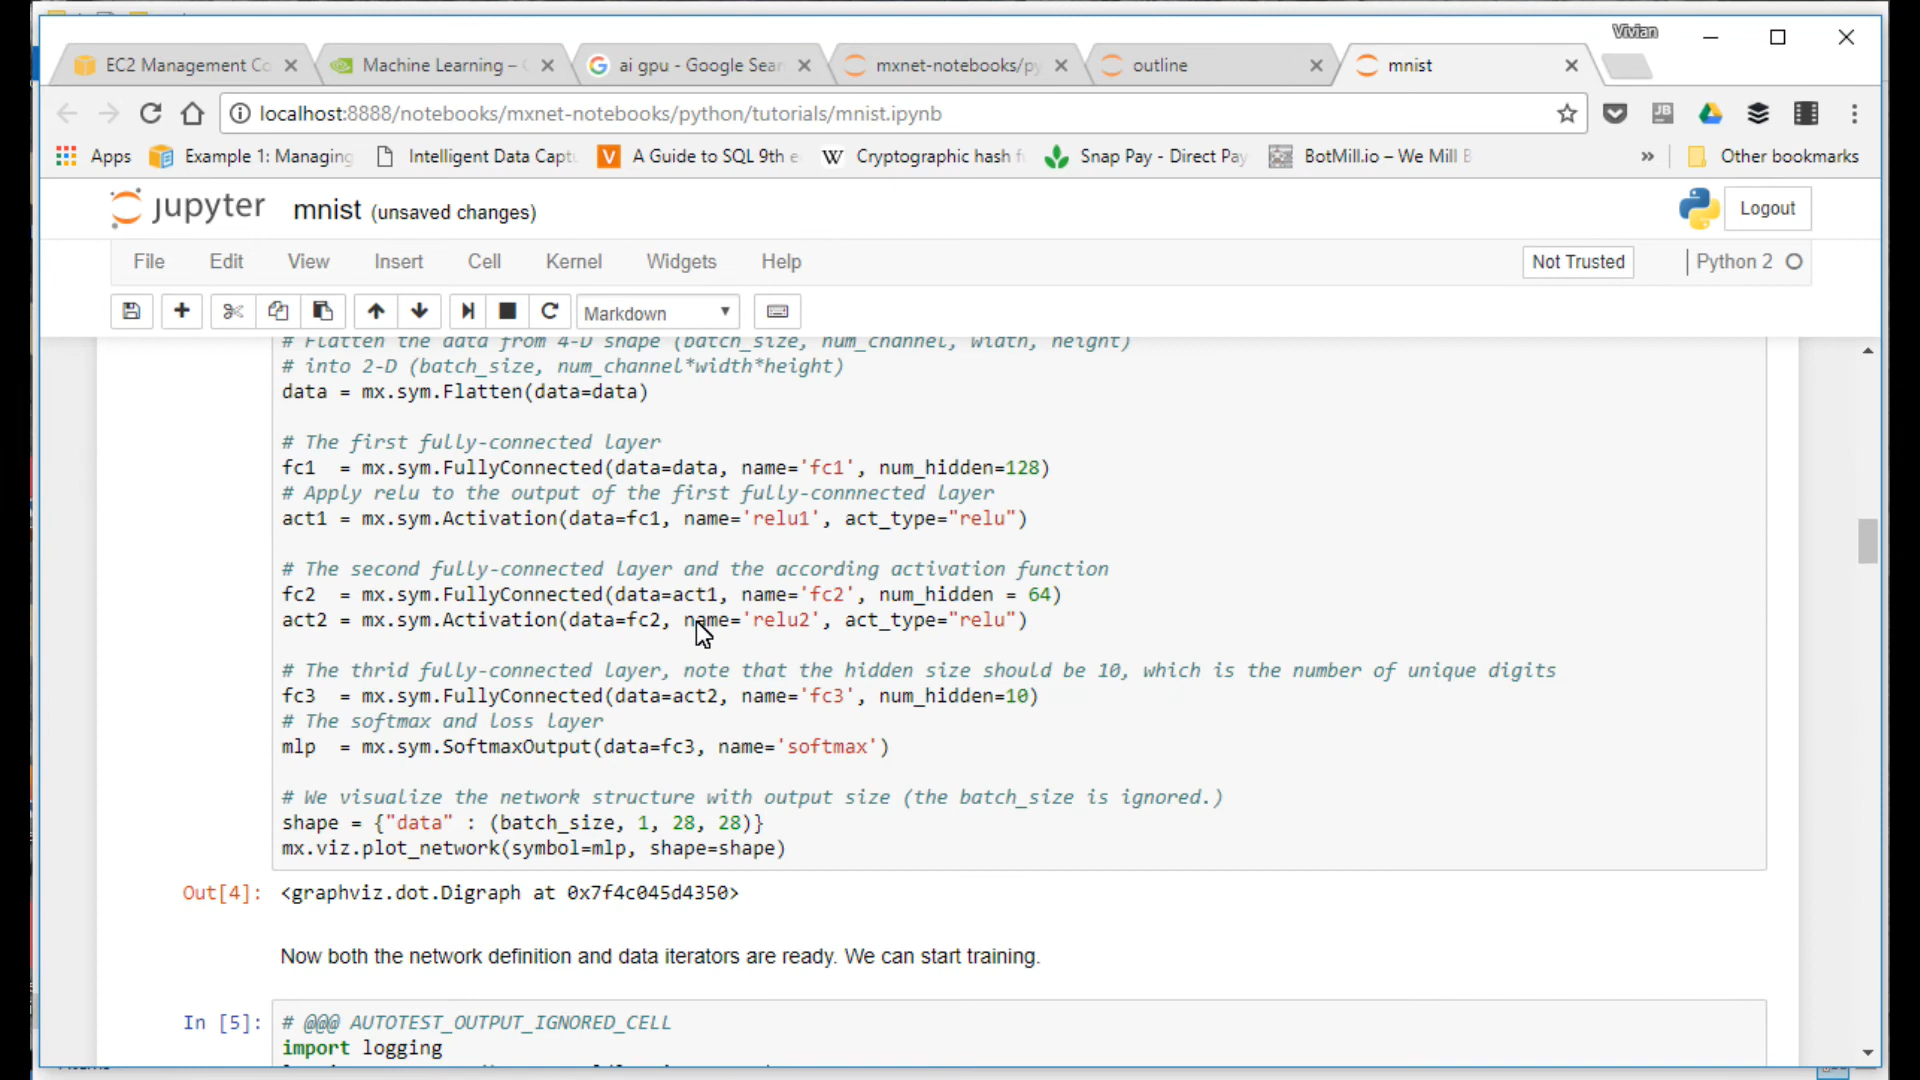 Vivian
EC2 Management Co
Machine Learning –
ai gpu - Google Sear
mxnet-notebooks/py
outline
mnist
localhost:8888/notebooks/mxnet-notebooks/python/tutorials/mnist.ipynb
Apps
Example 1: Managing
Intelligent Data Captu
A Guide to SQL 9th e
Cryptographic hash f
Snap Pay - Direct Pay
BotMill.io – We Mill B
»
Other bookmarks
jupyter mnist (unsaved changes)
Logout
File Edit View Insert Cell Kernel Widgets Help
Not Trusted
Python 2
Markdown
# Flatten the data from 4-D shape (batch_size, num_channel, width, height)
# into 2-D (batch_size, num_channel*width*height)
data = mx.sym.Flatten(data=data)
# The first fully-connected layer
fc1  = mx.sym.FullyConnected(data=data, name='fc1', num_hidden=128)
# Apply relu to the output of the first fully-connnected layer
act1 = mx.sym.Activation(data=fc1, name='relu1', act_type="relu")
# The second fully-connected layer and the according activation function
fc2  = mx.sym.FullyConnected(data=act1, name='fc2', num_hidden = 64)
act2 = mx.sym.Activation(data=fc2, name='relu2', act_type="relu")
# The thrid fully-connected layer, note that the hidden size should be 10, which is the number of unique digits
fc3  = mx.sym.FullyConnected(data=act2, name='fc3', num_hidden=10)
# The softmax and loss layer
mlp  = mx.sym.SoftmaxOutput(data=fc3, name='softmax')
# We visualize the network structure with output size (the batch_size is ignored.)
shape = {"data" : (batch_size, 1, 28, 28)}
mx.viz.plot_network(symbol=mlp, shape=shape)
Out[4]: <graphviz.dot.Digraph at 0x7f4c045d4350>
Now both the network definition and data iterators are ready. We can start training.
In [5]: # @@@ AUTOTEST_OUTPUT_IGNORED_CELL
import logging